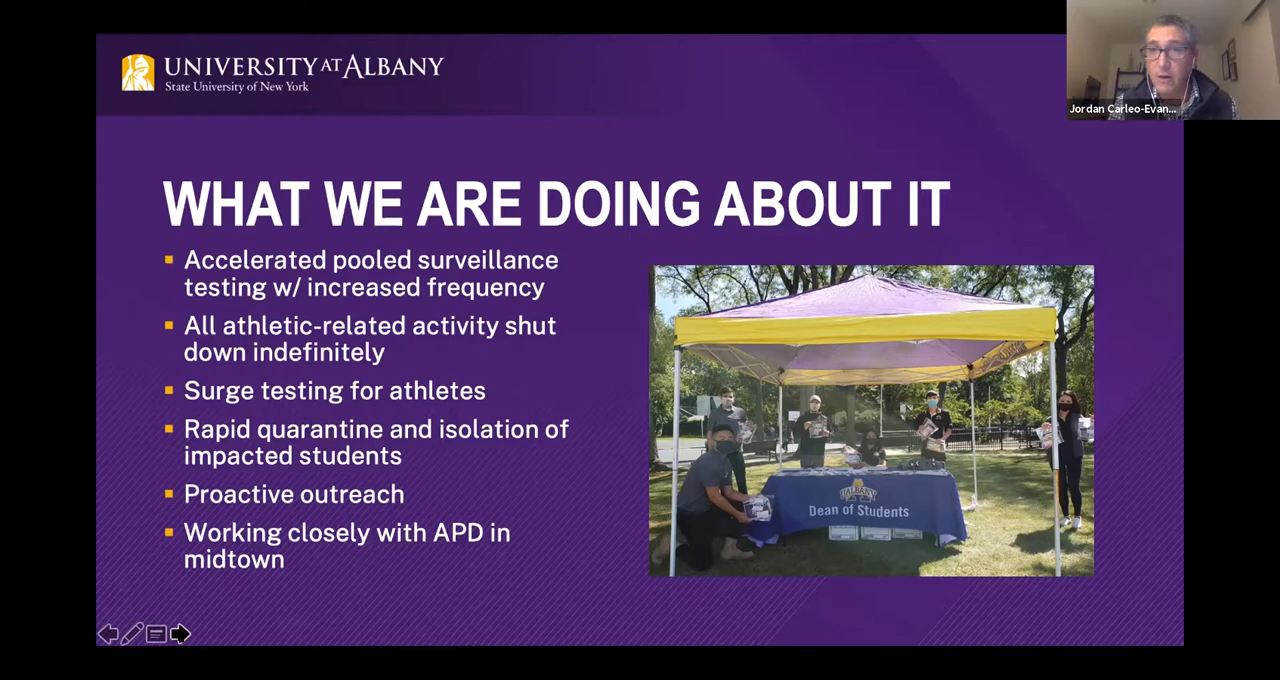 UNIVERSITY AT ALBANY
State University of New York
Jordan Carleo-Evan...
WHAT WE ARE DOING ABOUT IT
Accelerated pooled surveillance
testing w/ increased frequency
All athletic-related activity shut
down indefinitely
Surge testing for athletes
Rapid quarantine and isolation of
impacted students
Proactive outreach
Working closely with APD in
midtown
UALBANY
Dean of Students